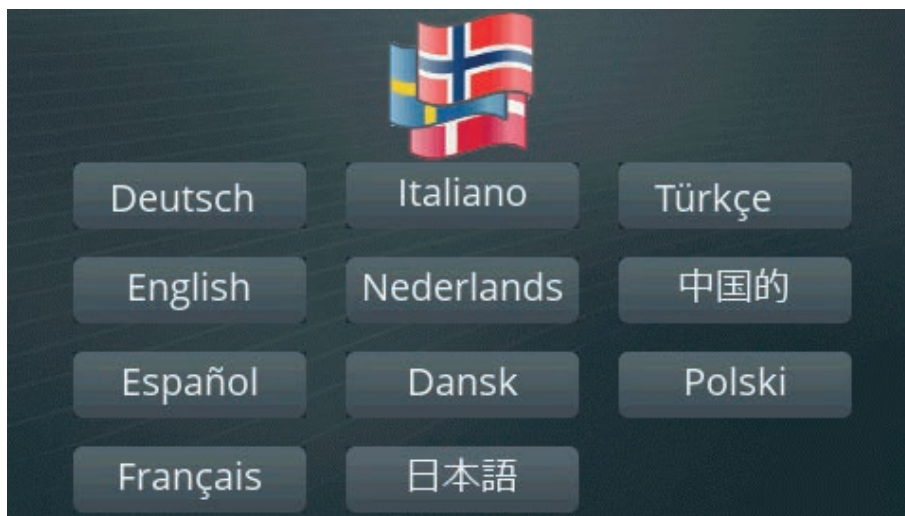 Deutsch Italiano Türkçe
English Nederlands 中国的
Español Dansk Polski
Français 日本語